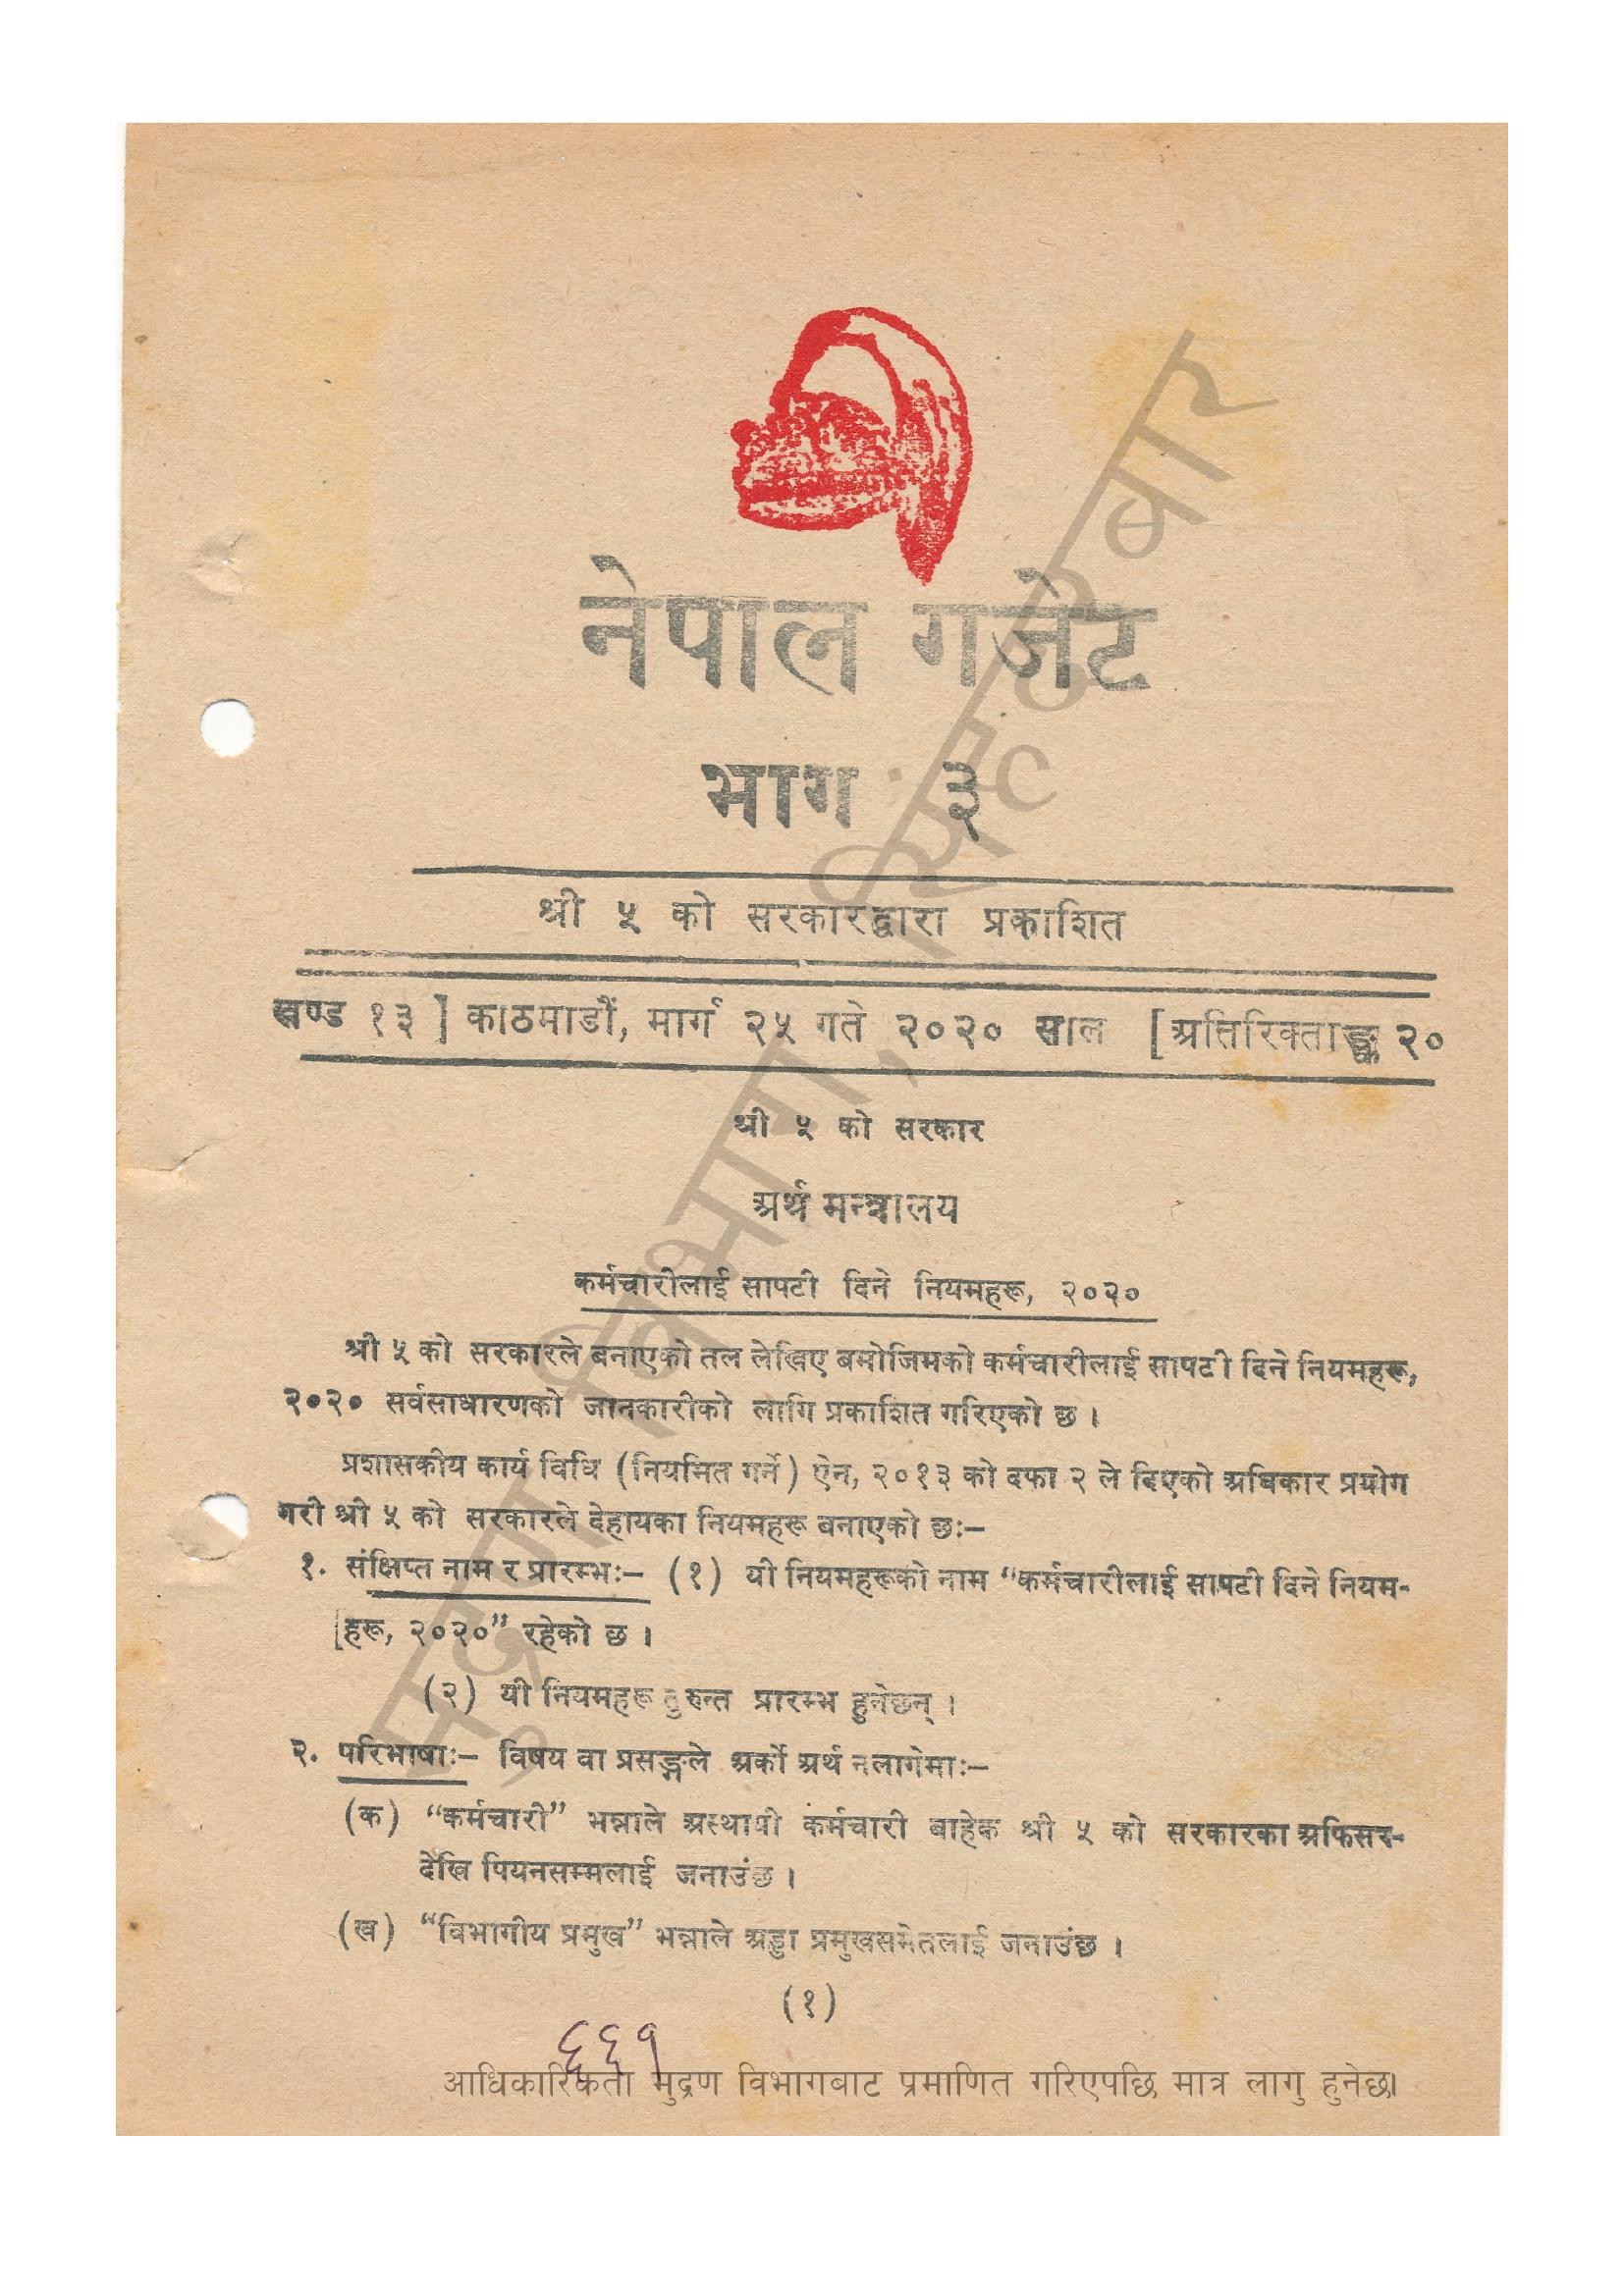 नेपाल गजेट
भाग ३
श्री ५ को सरकारद्वारा प्रकाशित
खण्ड १३ ] काठमाडौं, मार्ग २५ गते २०२० साल [ अतिरिक्ताङ्क २०
श्री ५ को सरकार
अर्थ मन्त्रालय
कर्मचारीलाई सापटी दिने नियमहरू, २०२०
श्री ५ को सरकारले बनाएको तल लेखिए बमोजिमको कर्मचारीलाई सापटी दिने नियमहरू,
२०२० सर्वसाधारणको जानकारीको लागि प्रकाशित गरिएको छ ।
प्रशासकीय कार्य विधि (नियमित गर्ने) ऐन, २०१३ को दफा २ ले दिएको अधिकार प्रयोग
गरी श्री ५ को सरकारले देहायका नियमहरू बनाएको छः–
१. संक्षिप्त नाम र प्रारम्भः– (१) यी नियमहरूको नाम “कर्मचारीलाई सापटी दिने नियम-
हरू, २०२०” रहेको छ ।
(२) यी नियमहरू तुरुन्त प्रारम्भ हुनेछन् ।
२. परिभाषाः– विषय वा प्रसङ्गले अर्को अर्थ नलागेमाः–
(क) “कर्मचारी” भन्नाले अस्थायी कर्मचारी बाहेक श्री ५ को सरकारका अफिसर-
देखि पियनसम्मलाई जनाउंछ ।
(ख) “विभागीय प्रमुख” भन्नाले अड्डा प्रमुखसमेतलाई जनाउंछ ।
(१)
६६१
आधिकारिकता मुद्रण विभागबाट प्रमाणित गरिएपछि मात्र लागु हुनेछ।
मुद्रण विभाग, सिंहदरबार